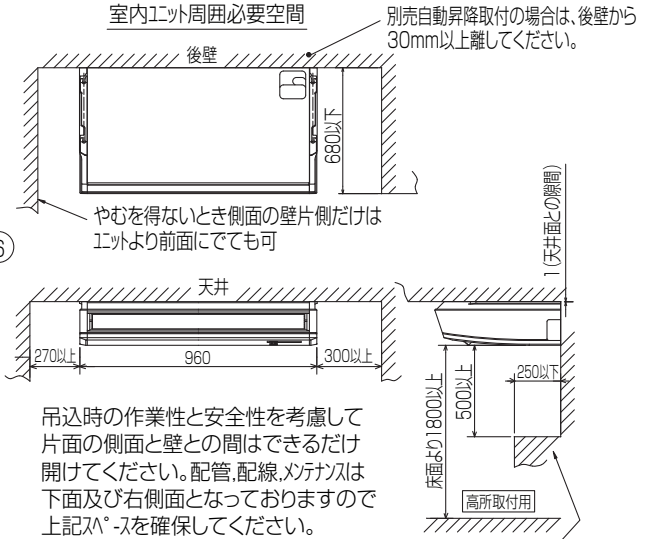 室内ユニット周囲必要空間
別売自動昇降取付の場合は、後壁から
30mm以上離してください。
後壁
680以下
やむを得ないとき側面の壁片側だけは
ユニットより前面にでても可
6
天井
1(天井面との隙間)
270以上
960
300以上
床面より1800以上
500以上
250以下
高所取付用
吊込時の作業性と安全性を考慮して
片面の側面と壁との間はできるだけ
開けてください。配管,配線,メンテナンスは
下面及び右側面となっておりますので
上記スペースを確保してください。